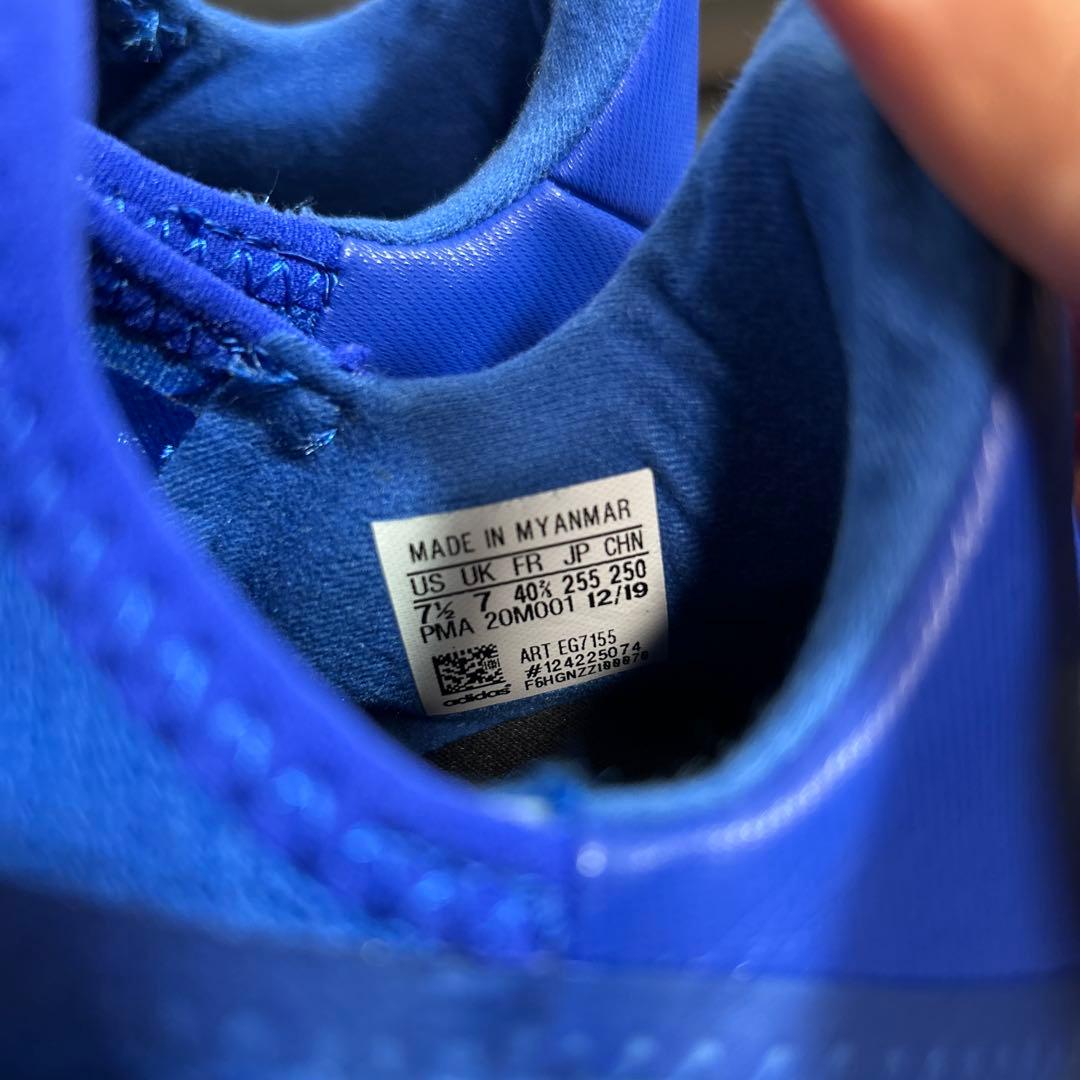 MADE IN MYANMAR
US UK FR JP CHN
7½ 7 40⅔ 255 250
PMA 20M001 12/19
ART EG7155
#124225074
adidas